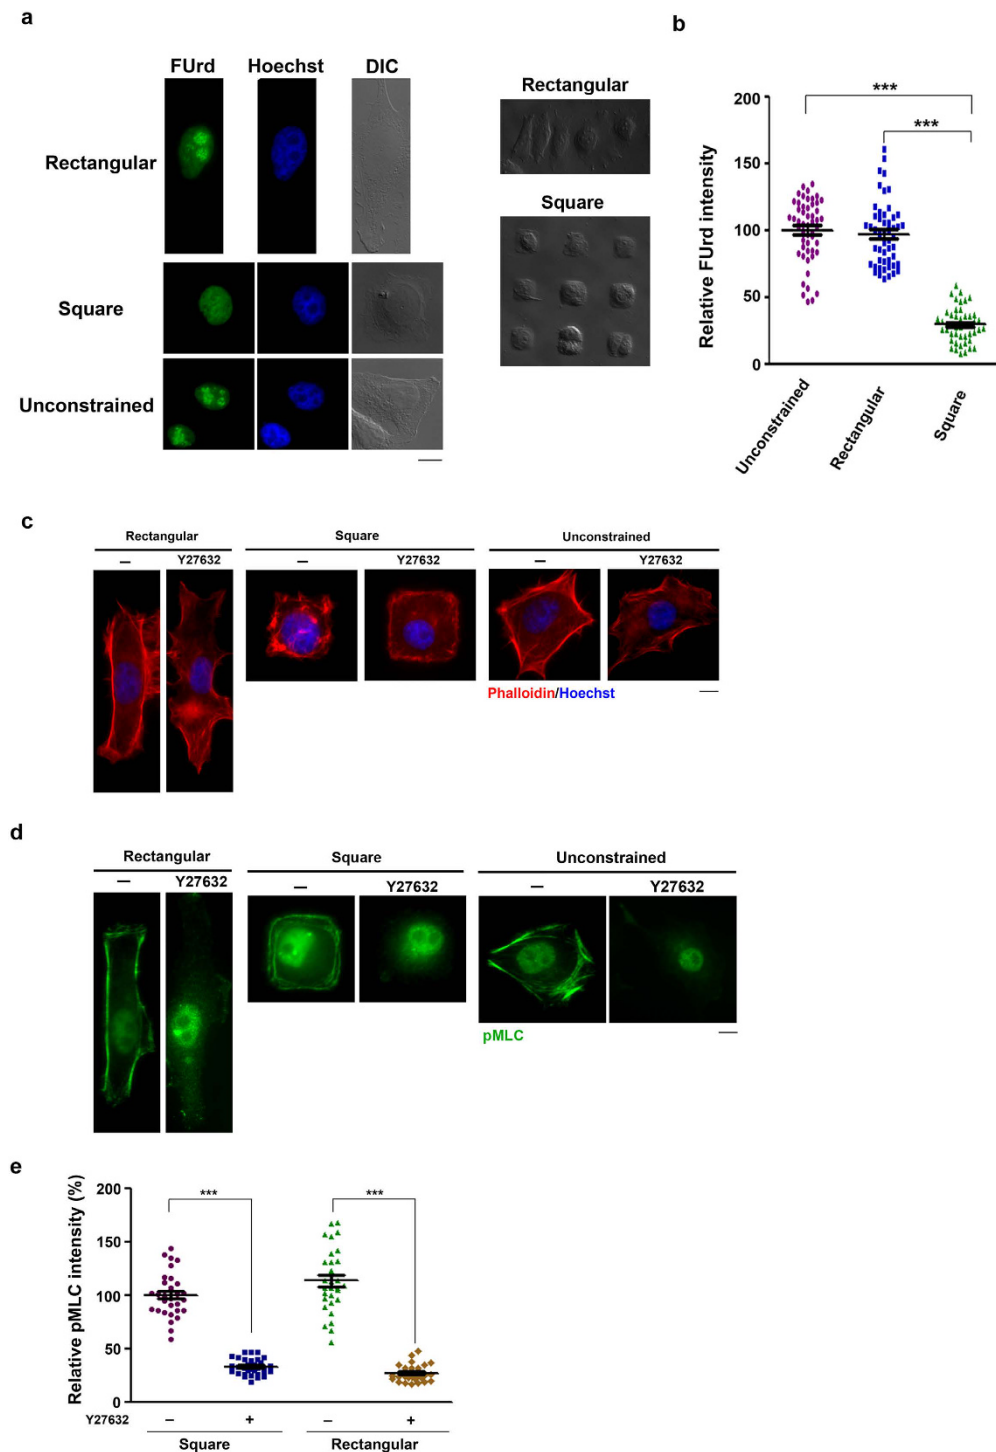 a
FUrd Hoechst DIC
Rectangular
Square
Unconstrained
Rectangular
Square
b
Relative FUrd intensity
200
150
100
50
0
***
***
Unconstrained
Rectangular
Square
c
Rectangular Square Unconstrained
– Y27632 – Y27632 – Y27632
Phalloidin/Hoechst
d
Rectangular Square Unconstrained
– Y27632 – Y27632 – Y27632
pMLC
e
Relative pMLC intensity (%)
200
150
100
50
0
*** ***
Y27632 – + – +
Square Rectangular